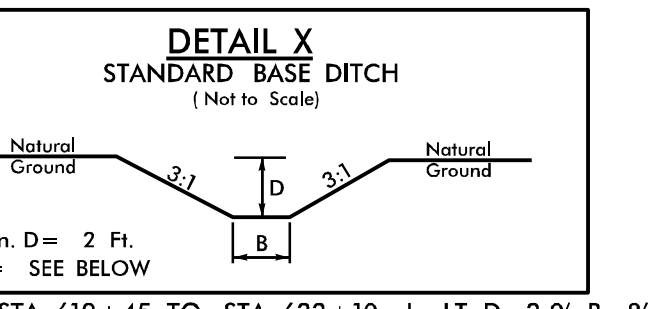 DETAIL X
STANDARD BASE DITCH
( Not to Scale)
Natural
Ground
3:1
D
3:1
Natural
Ground
B
D= 2 Ft.
= SEE BELOW